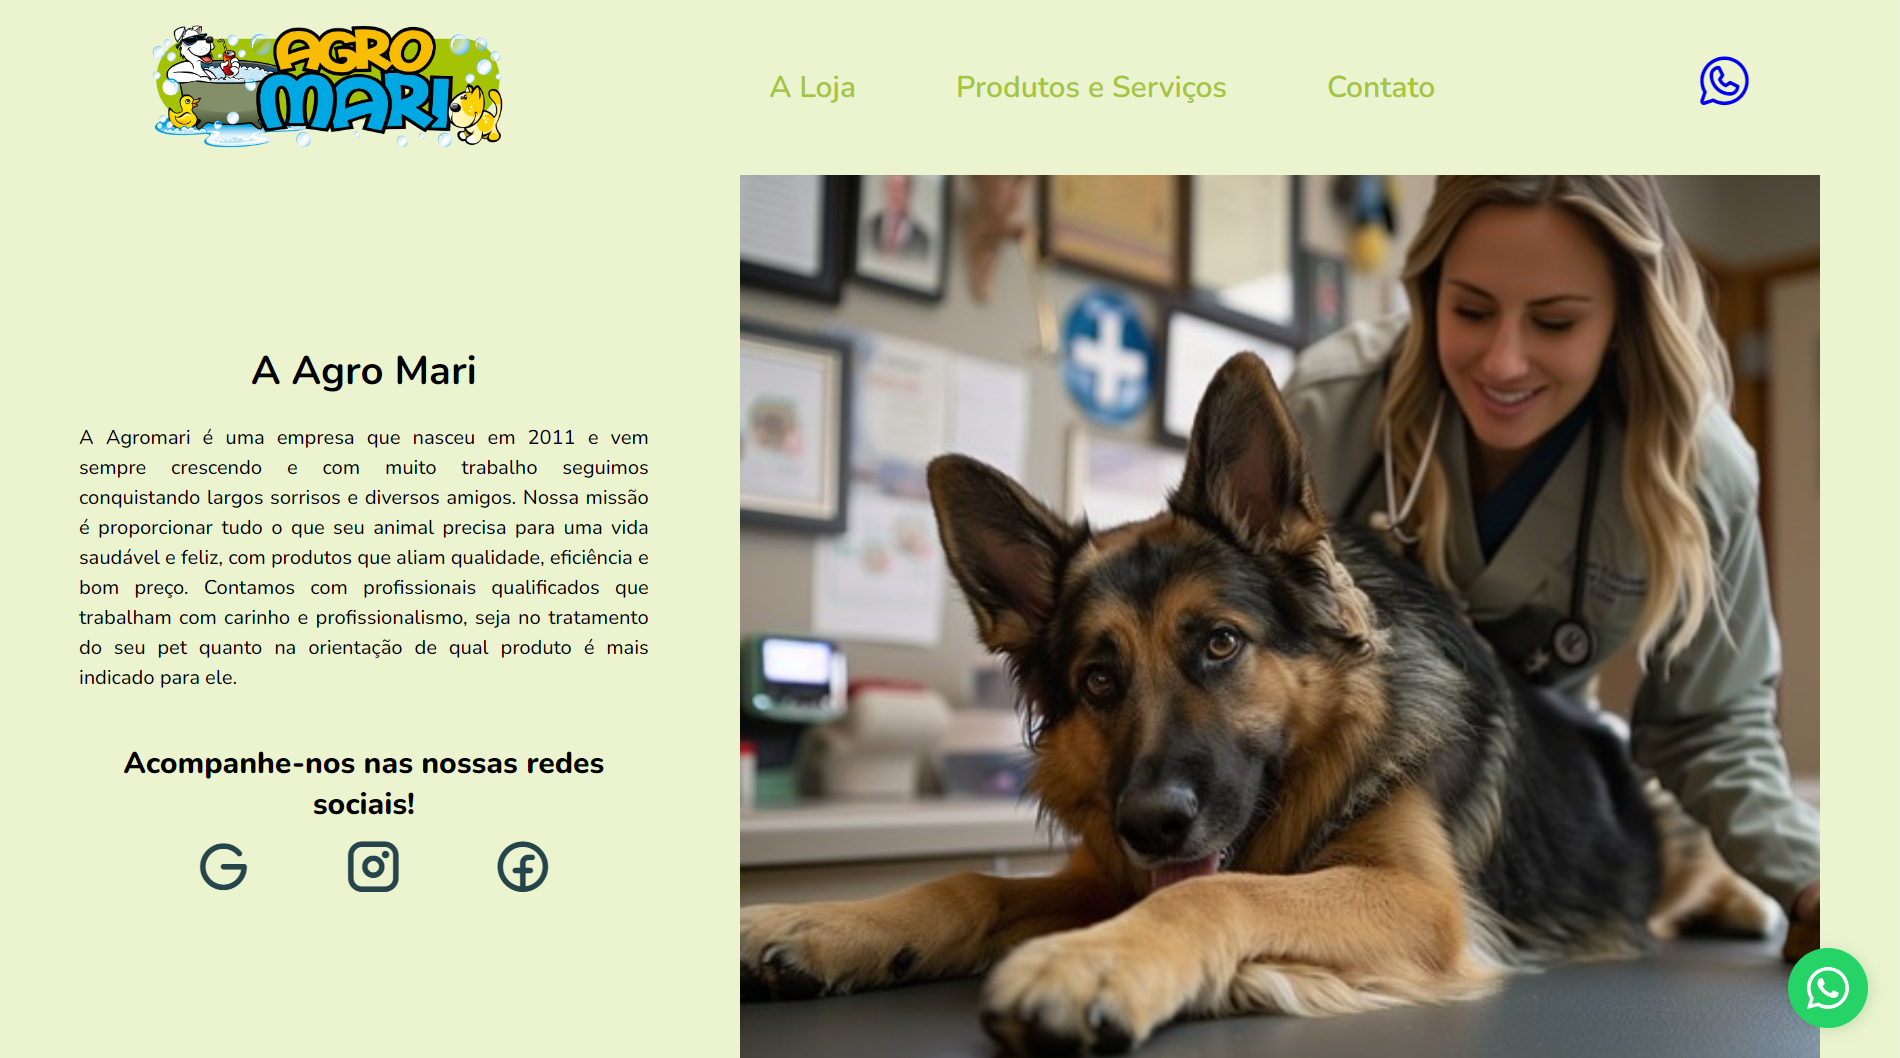 AGRO
MARI
A Loja
Produtos e Serviços
Contato
A Agro Mari
A Agromari é uma empresa que nasceu em 2011 e vem
sempre crescendo e com muito trabalho seguimos
conquistando largos sorrisos e diversos amigos. Nossa missão
é proporcionar tudo o que seu animal precisa para uma vida
saudável e feliz, com produtos que aliam qualidade, eficiência e
bom preço. Contamos com profissionais qualificados que
trabalham com carinho e profissionalismo, seja no tratamento
do seu pet quanto na orientação de qual produto é mais
indicado para ele.
Acompanhe-nos nas nossas redes
sociais!